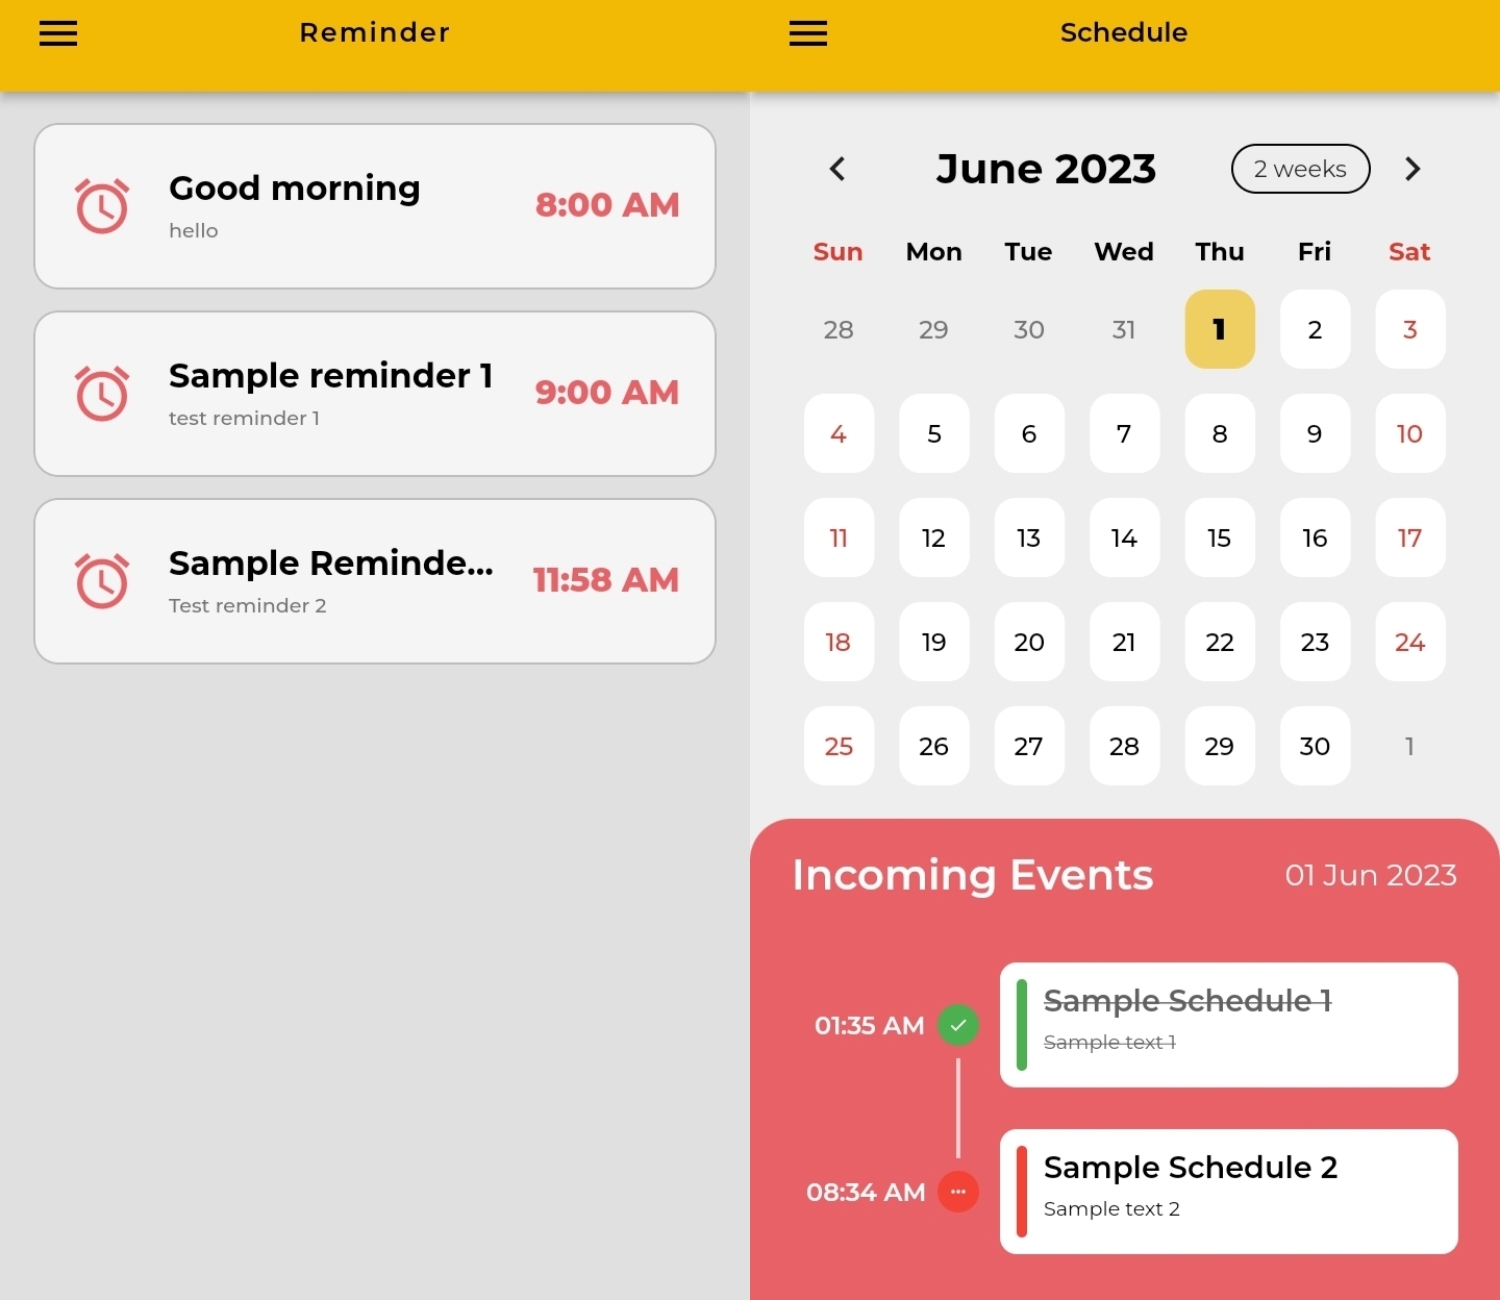 Reminder
Good morning
hello
8:00 AM
Sample reminder 1
test reminder 1
9:00 AM
Sample Reminde...
Test reminder 2
11:58 AM
Schedule
June 2023
2 weeks
Sun Mon Tue Wed Thu Fri Sat
28 29 30 31 1 2 3
4 5 6 7 8 9 10
11 12 13 14 15 16 17
18 19 20 21 22 23 24
25 26 27 28 29 30 1
Incoming Events
01 Jun 2023
01:35 AM
Sample Schedule 1
Sample text 1
08:34 AM
Sample Schedule 2
Sample text 2